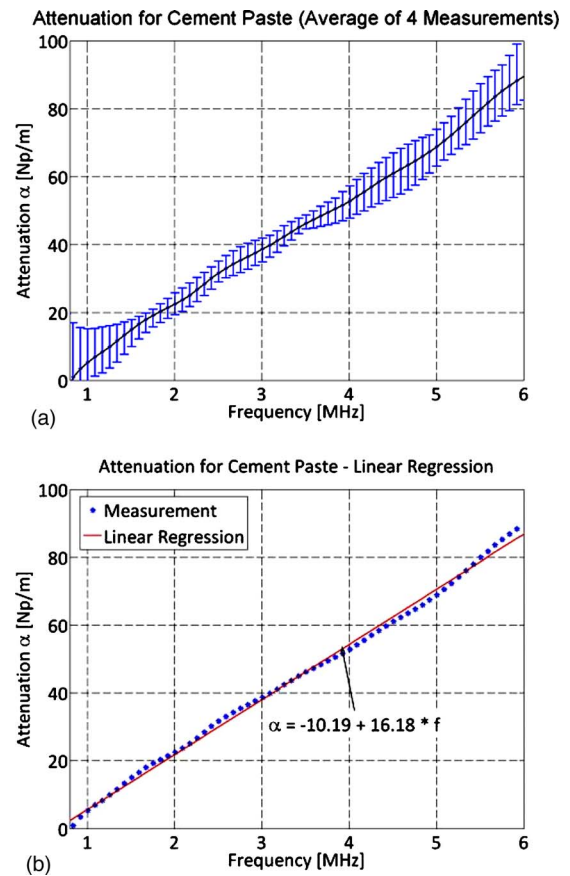 Attenuation for Cement Paste (Average of 4 Measurements)
100
80
60
40
20
0
Attenuation α [Np/m]
1 2 3 4 5 6
Frequency [MHz]
(a)
Attenuation for Cement Paste - Linear Regression
100
80
60
40
20
0
Attenuation α [Np/m]
Measurement
Linear Regression
α = -10.19 + 16.18 * f
1 2 3 4 5 6
Frequency [MHz]
(b)